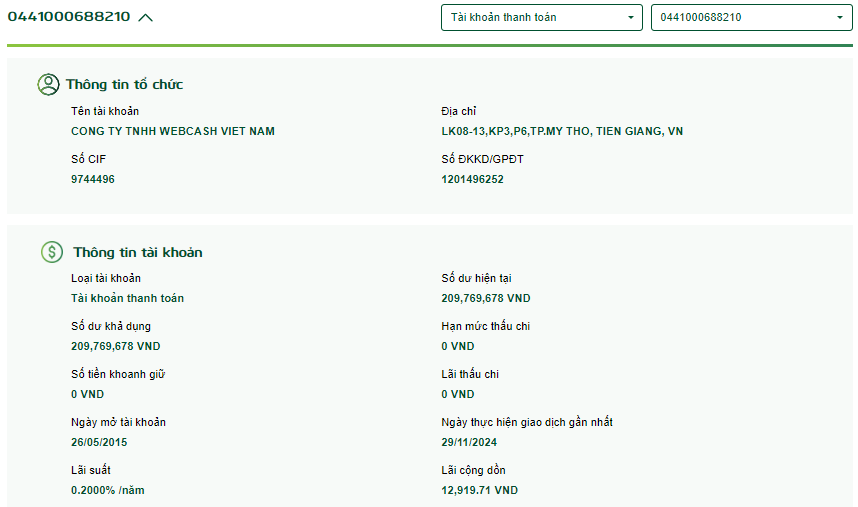 0441000688210
Tài khoản thanh toán
0441000688210
Thông tin tổ chức
Tên tài khoản
CONG TY TNHH WEBCASH VIET NAM
Địa chỉ
LK08-13,KP3,P6,TP.MY THO, TIEN GIANG, VN
Số CIF
9744496
Số ĐKKD/GPĐT
1201496252
Thông tin tài khoản
Loại tài khoản
Tài khoản thanh toán
Số dư hiện tại
209,769,678 VND
Số dư khả dụng
209,769,678 VND
Hạn mức thấu chi
0 VND
Số tiền khoanh giữ
0 VND
Lãi thấu chi
0 VND
Ngày mở tài khoản
26/05/2015
Ngày thực hiện giao dịch gần nhất
29/11/2024
Lãi suất
0.2000% /năm
Lãi cộng dồn
12,919.71 VND